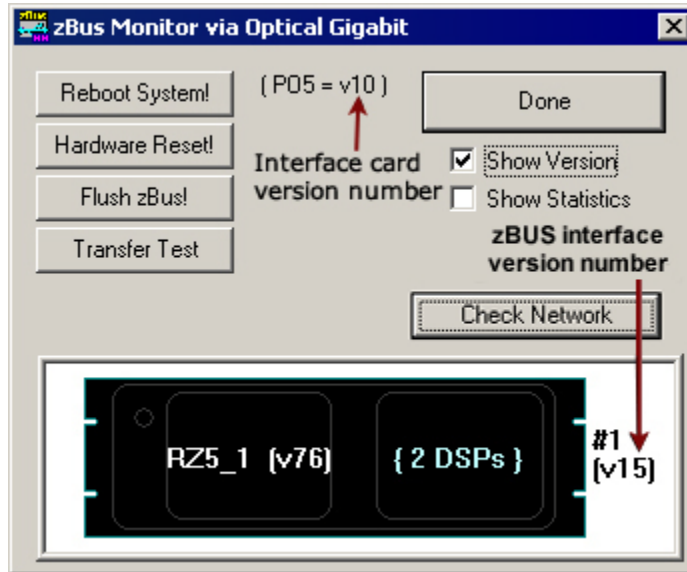 zBus Monitor via Optical Gigabit
Reboot System!
( PO5 = v10 )
Done
Hardware Reset!
Interface card
version number
Show Version
Flush zBus!
Show Statistics
Transfer Test
zBUS interface
version number
Check Network
RZ5_1 (v76)
{ 2 DSPs }
#1
(v15)